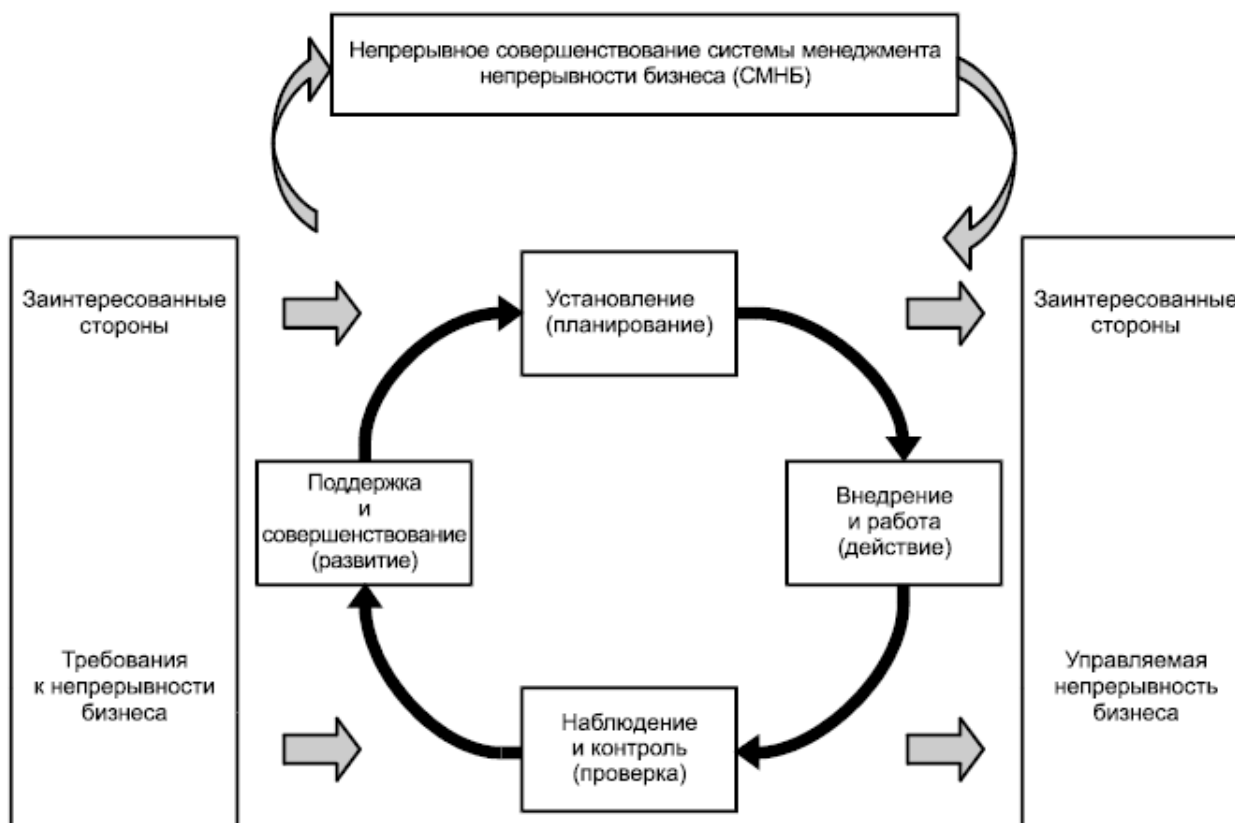 Непрерывное совершенствование системы менеджмента
непрерывности бизнеса (СМНБ)
Заинтересованные
стороны
Установление
(планирование)
Заинтересованные
стороны
Поддержка
и
совершенствование
(развитие)
Внедрение
и работа
(действие)
Требования
к непрерывности
бизнеса
Наблюдение
и контроль
(проверка)
Управляемая
непрерывность
бизнеса